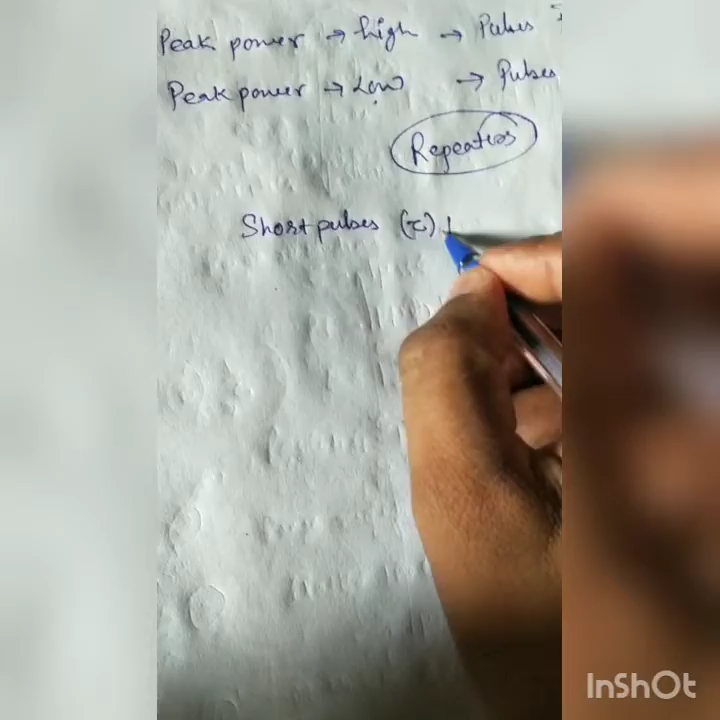 Peak power → high → Pulses
Peak power → Low → Pulses
Repeaters
Short pulses (τ) ↓
InShOt